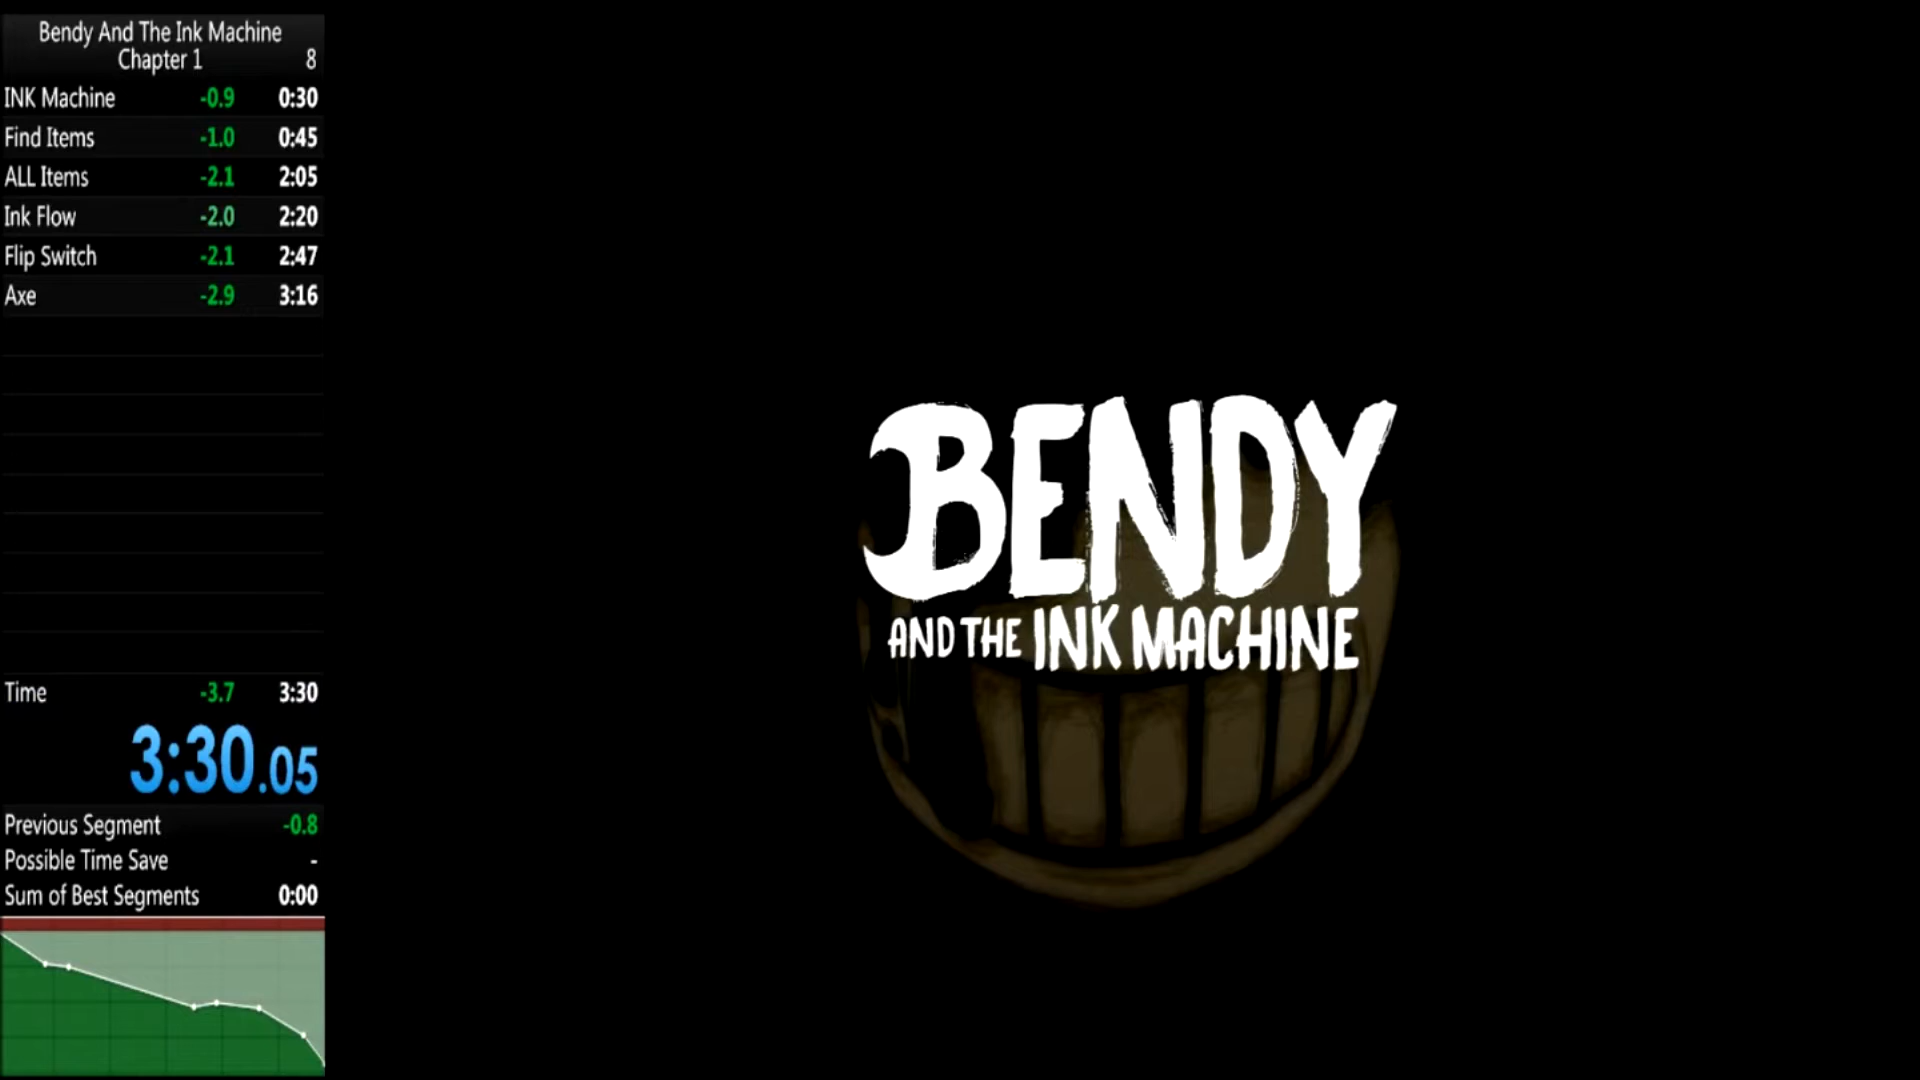 Bendy And The Ink Machine
Chapter 1 8
INK Machine -0.9 0:30
Find Items -1.0 0:45
ALL Items -2.1 2:05
Ink Flow -2.0 2:20
Flip Switch -2.1 2:47
Axe -2.9 3:16
Time -3.7 3:30
3:30.05
Previous Segment -0.8
Possible Time Save -
Sum of Best Segments 0:00
BENDY
AND THE INK MACHINE